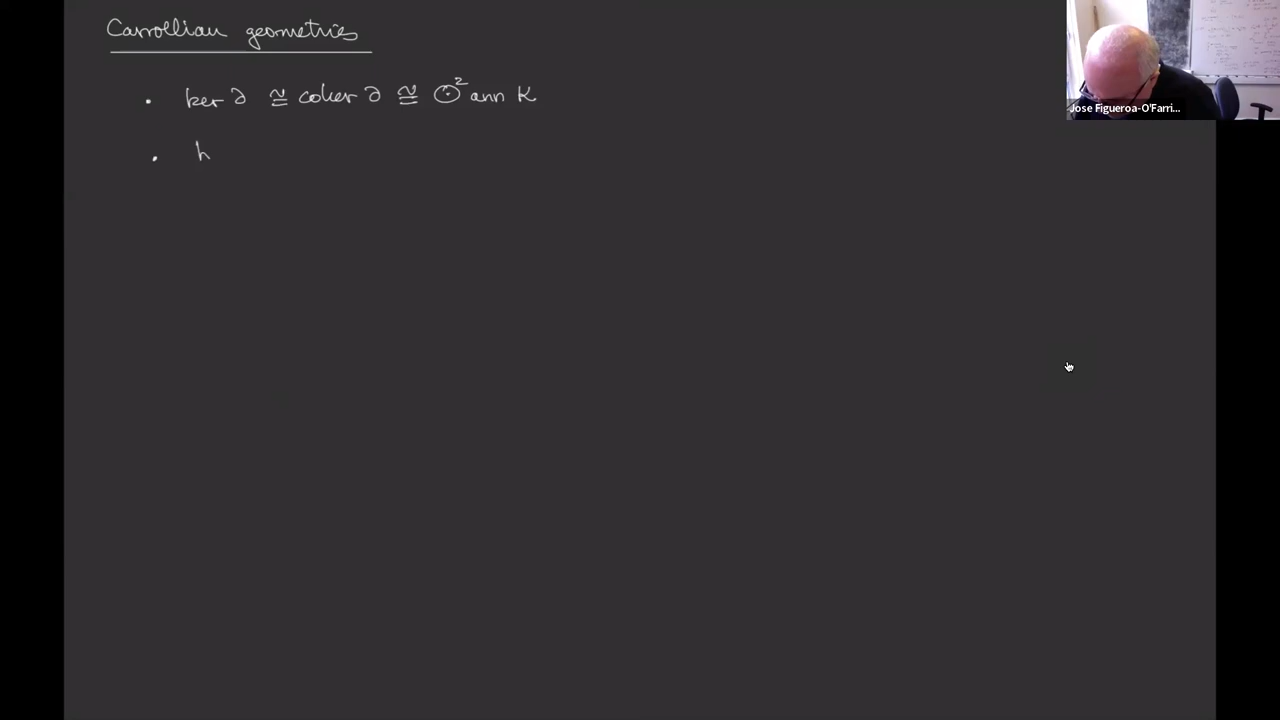 Carrollian geometries
• ker ∂ ≅ coker ∂ ≅ ⊙² ann κ
• h
Jose Figueroa-O'Farri...